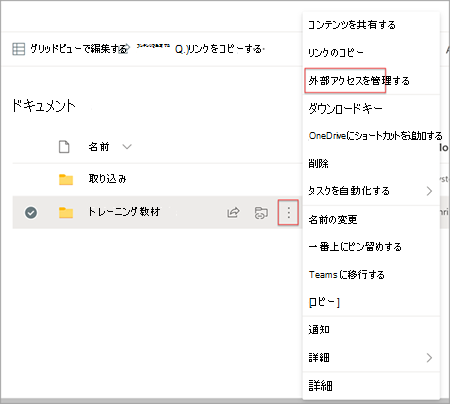 コンテンツを共有する
リンクのコピー
グリッドビューで編集する
Q.)リンクをコピーする
外部アクセスを管理する
ダウンロードキー
ドキュメント
OneDriveにショートカットを追加する
名前
削除
取り込み
タスクを自動化する
トレーニング教材
名前の変更
一番上にピン留めする
Teamsに移行する
[コピー]
通知
詳細
詳細